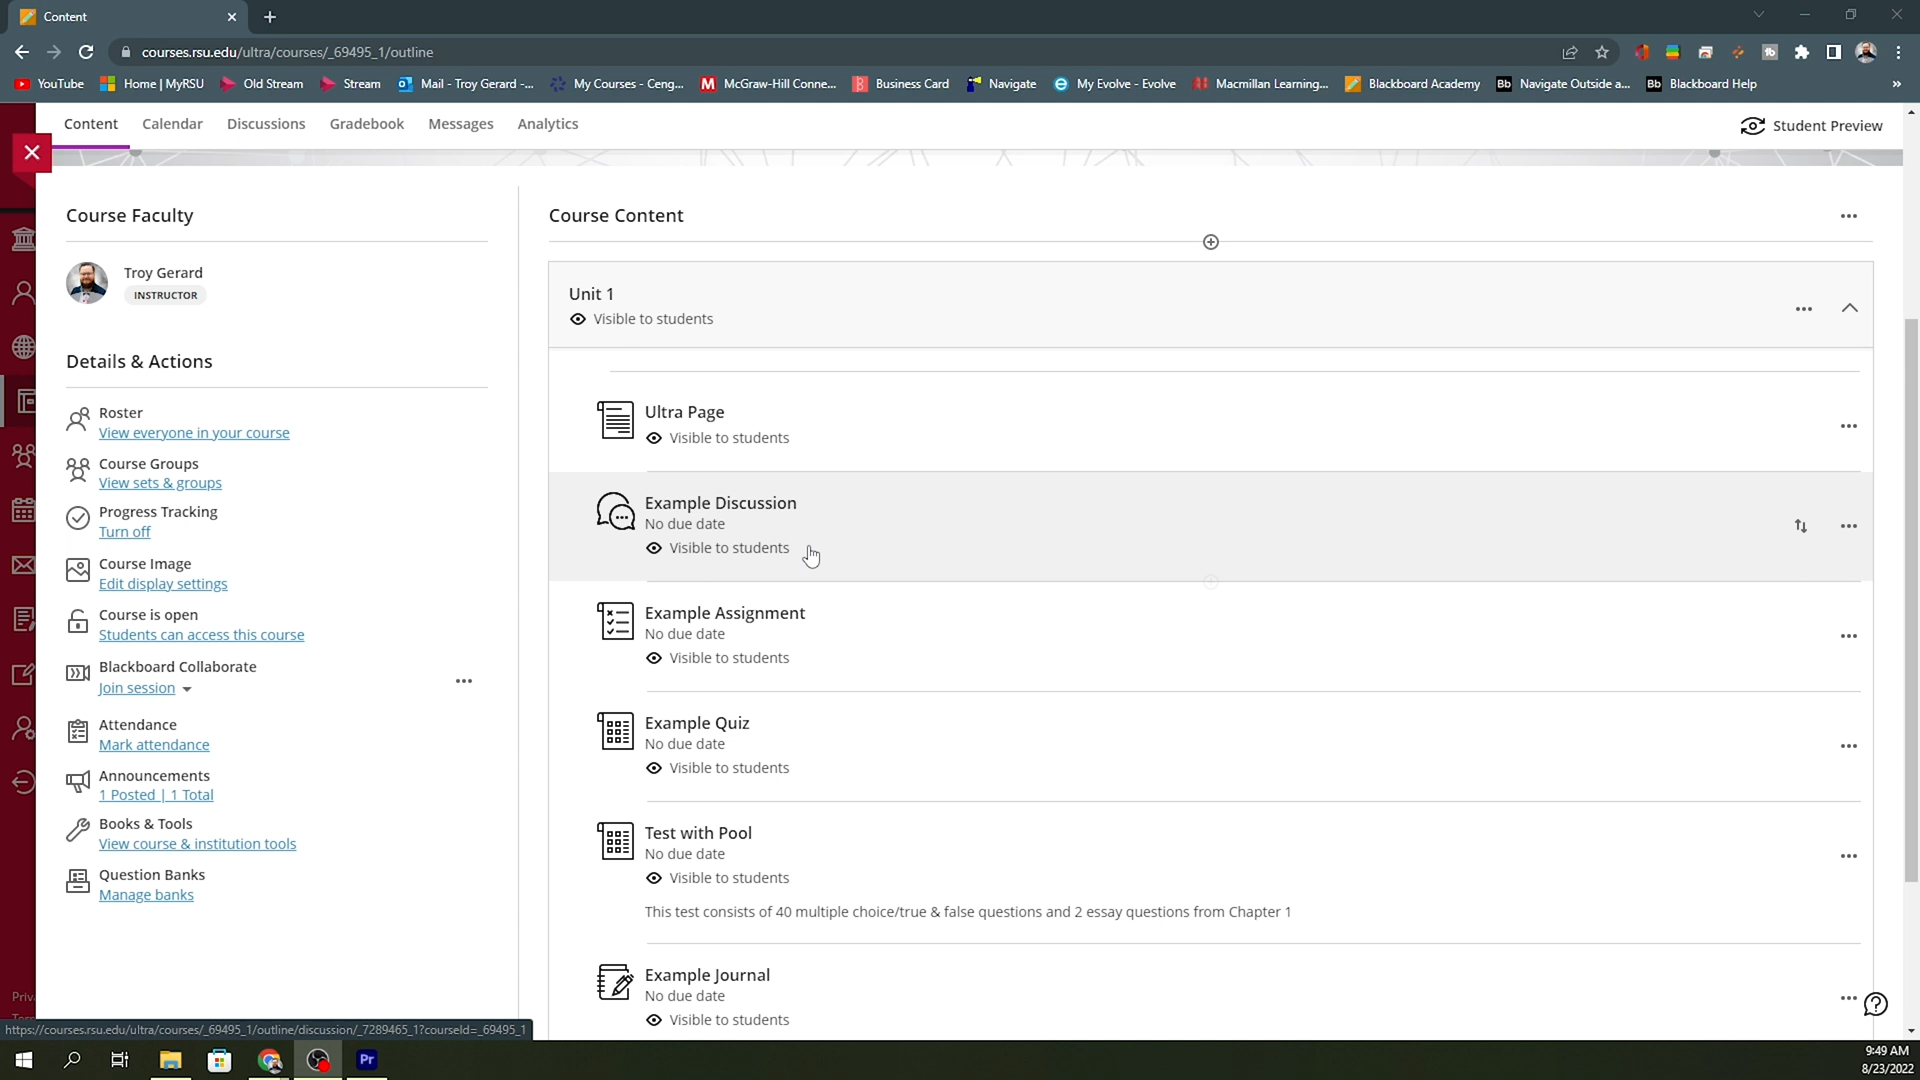 Content
courses.rsu.edu/ultra/courses/_69495_1/outline
YouTube
Home | MyRSU
Old Stream
Stream
Mail - Troy Gerard -...
My Courses - Ceng...
McGraw-Hill Conne...
Business Card
Navigate
My Evolve - Evolve
Macmillan Learning...
Blackboard Academy
Navigate Outside a...
Blackboard Help
»
Content
Calendar
Discussions
Gradebook
Messages
Analytics
Student Preview
Course Faculty
Troy Gerard
INSTRUCTOR
Details & Actions
Roster
View everyone in your course
Course Groups
View sets & groups
Progress Tracking
Turn off
Course Image
Edit display settings
Course is open
Students can access this course
Blackboard Collaborate
Join session
Attendance
Mark attendance
Announcements
1 Posted | 1 Total
Books & Tools
View course & institution tools
Question Banks
Manage banks
Course Content
Unit 1
Visible to students
Ultra Page
Visible to students
Example Discussion
No due date
Visible to students
Example Assignment
No due date
Visible to students
Example Quiz
No due date
Visible to students
Test with Pool
No due date
Visible to students
This test consists of 40 multiple choice/true & false questions and 2 essay questions from Chapter 1
Example Journal
No due date
Visible to students
https://courses.rsu.edu/ultra/courses/_69495_1/outline/discussion/_7289465_1?courseId=_69495_1
Pr
9:49 AM
8/23/2022